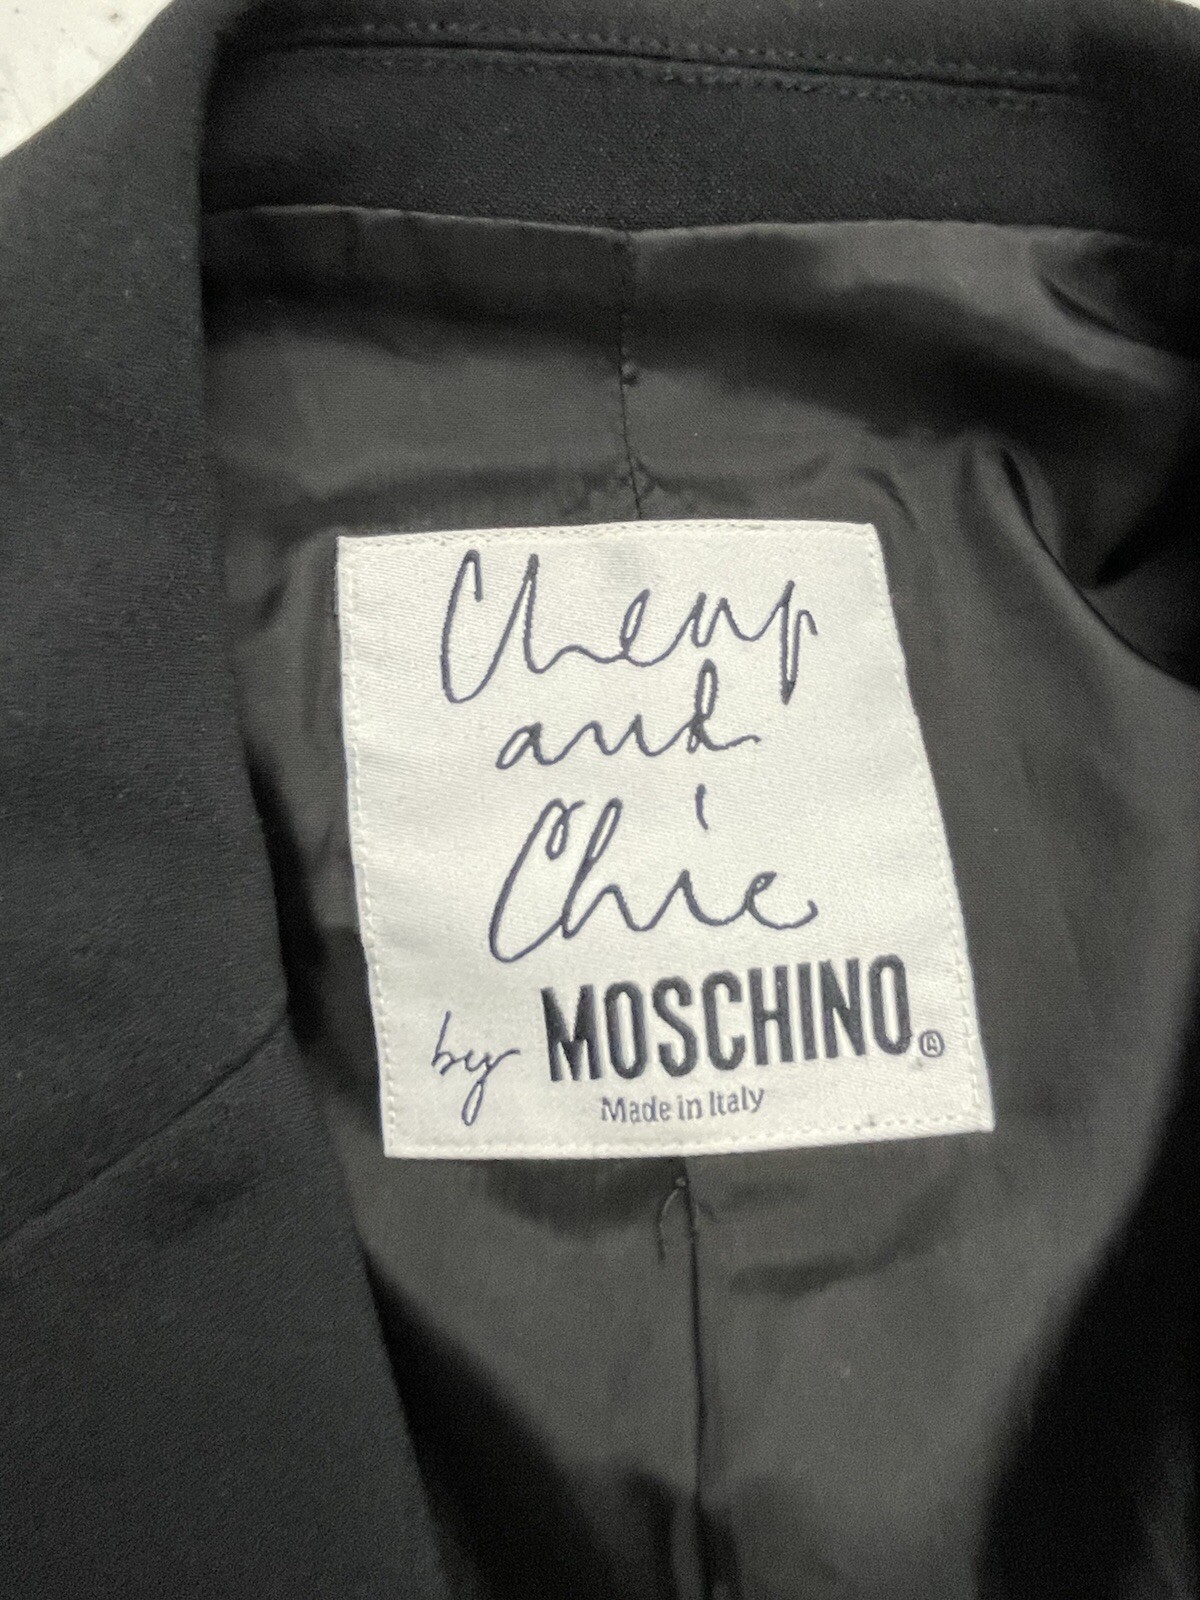 Cheap
and
Chic
by MOSCHINO®
Made in Italy